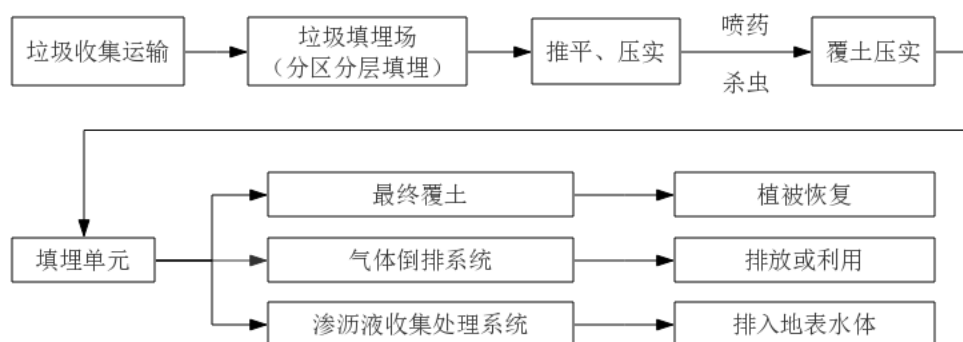 垃圾收集运输
垃圾填埋场
（分区分层填埋）
推平、压实
喷药
杀虫
覆土压实
填埋单元
最终覆土
植被恢复
气体倒排系统
排放或利用
渗沥液收集处理系统
排入地表水体